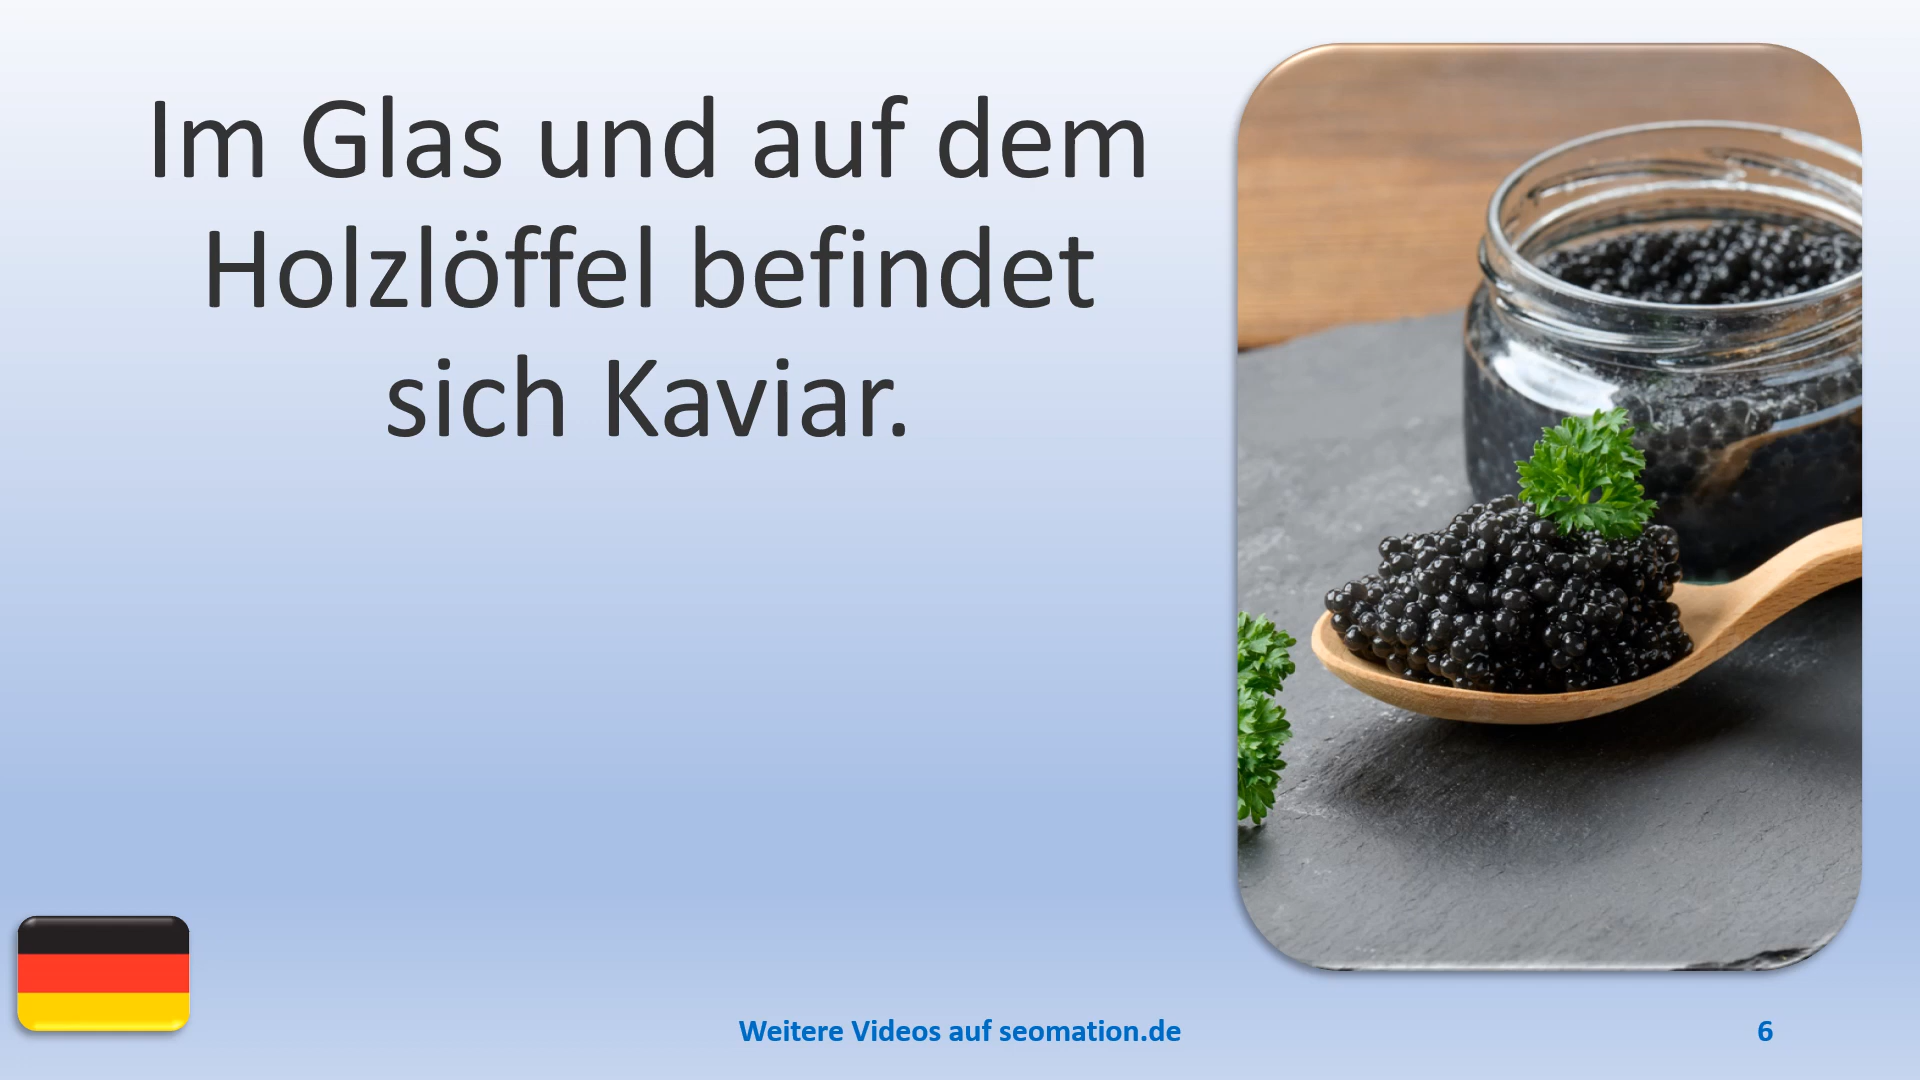 Im Glas und auf dem
Holzlöffel befindet
sich Kaviar.
Weitere Videos auf seomation.de
6